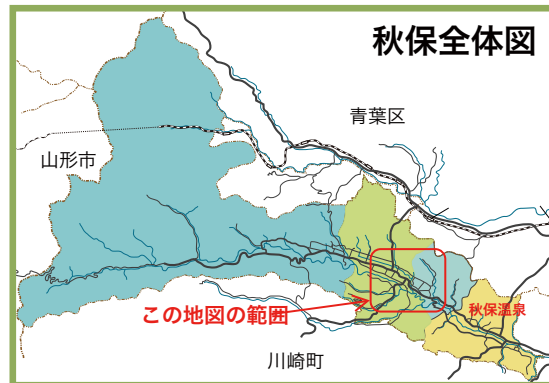 秋保全体図
青葉区
山形市
この地図の範囲
秋保温泉
川崎町